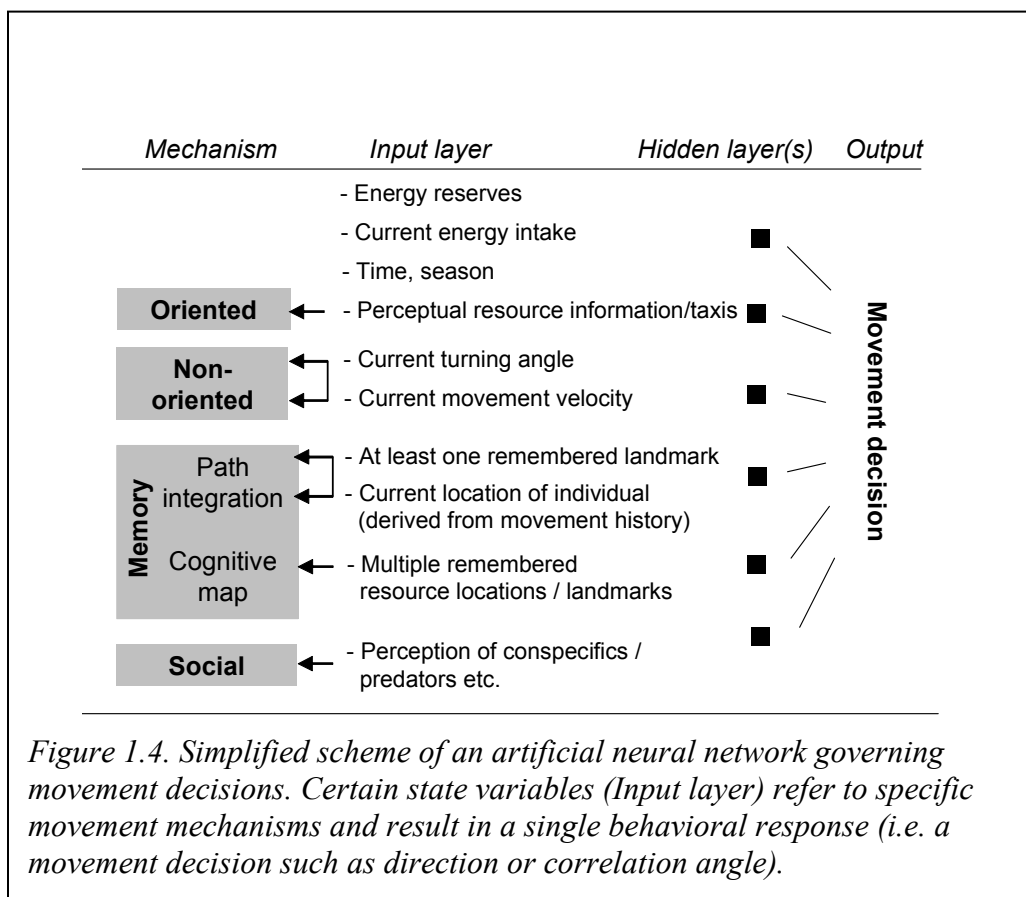 Mechanism Input layer Hidden layer(s) Output
- Energy reserves
- Current energy intake
- Time, season
Oriented - Perceptual resource information/taxis
Non-
oriented
- Current turning angle
- Current movement velocity
Memory
Path
integration
- At least one remembered landmark
- Current location of individual
(derived from movement history)
Cognitive
map
- Multiple remembered
resource locations / landmarks
Social
- Perception of conspecifics /
predators etc.
Movement decision
Figure 1.4. Simplified scheme of an artificial neural network governing
movement decisions. Certain state variables (Input layer) refer to specific
movement mechanisms and result in a single behavioral response (i.e. a
movement decision such as direction or correlation angle).